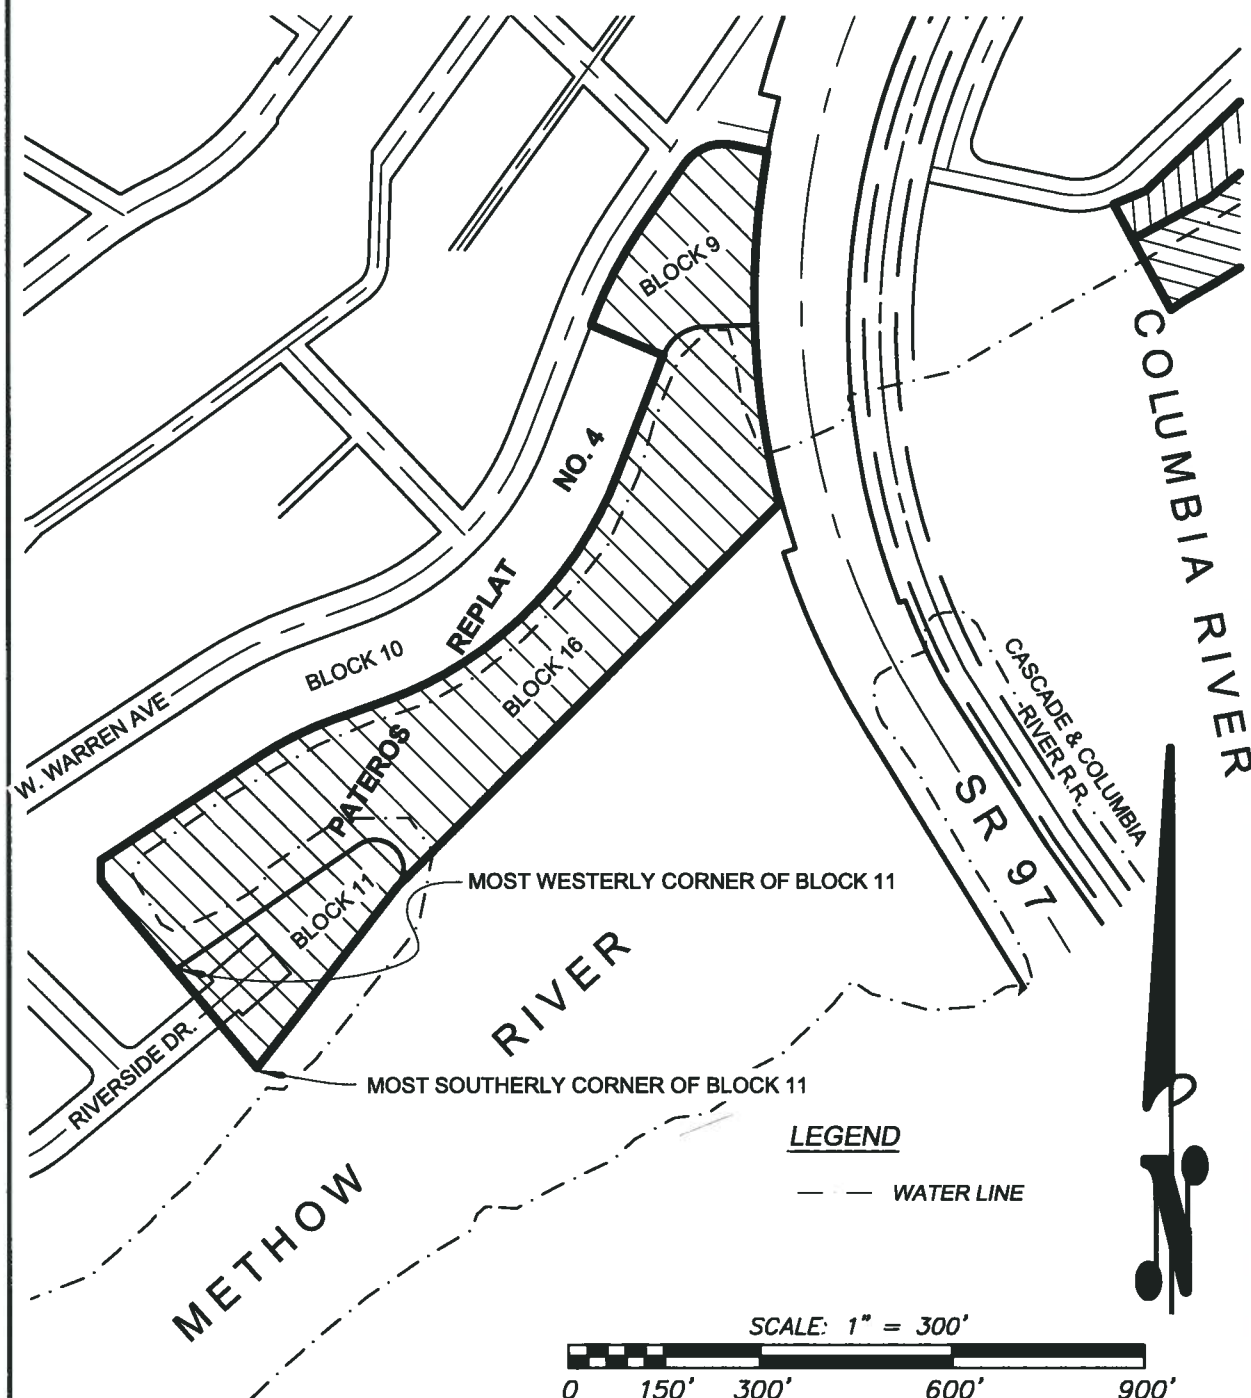 BLOCK 9
COLUMBIA RIVER
PATEROS REPLAT NO. 4
BLOCK 10
BLOCK 16
W. WARREN AVE
CASCADE & COLUMBIA
RIVER R.R.
SR 97
BLOCK 11
MOST WESTERLY CORNER OF BLOCK 11
RIVERSIDE DR.
MOST SOUTHERLY CORNER OF BLOCK 11
METHOW RIVER
LEGEND
WATER LINE
N
SCALE: 1" = 300'
0 150' 300' 600' 900'